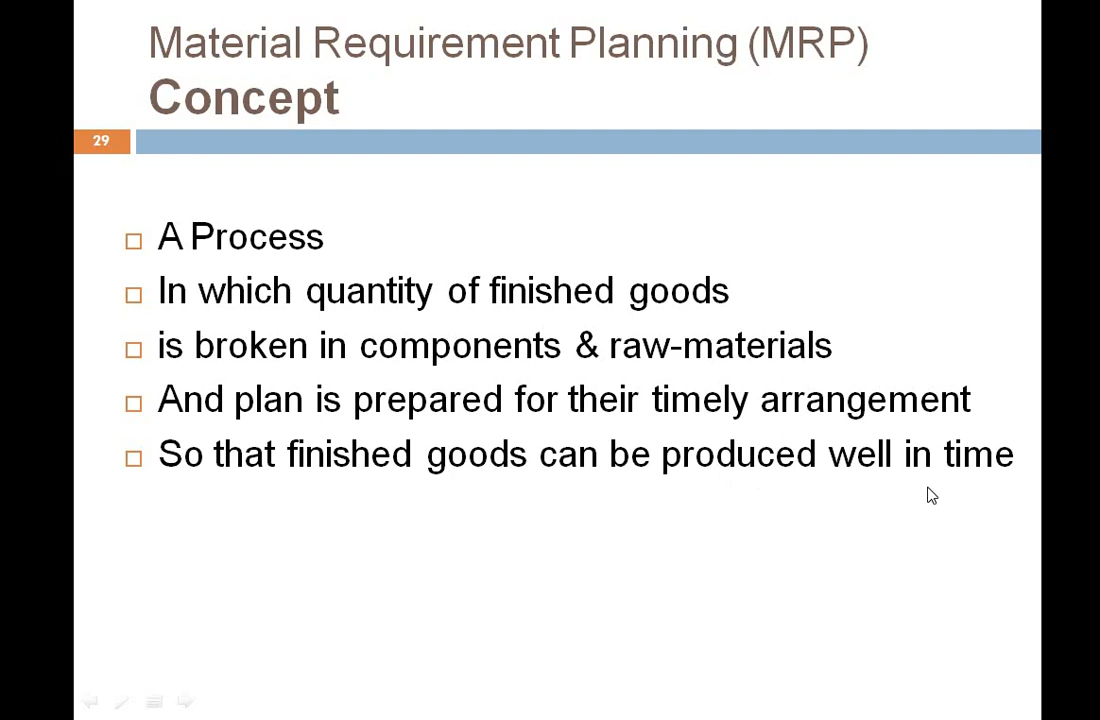 Material Requirement Planning (MRP)
Concept
29
A Process
In which quantity of finished goods
is broken in components & raw-materials
And plan is prepared for their timely arrangement
So that finished goods can be produced well in time